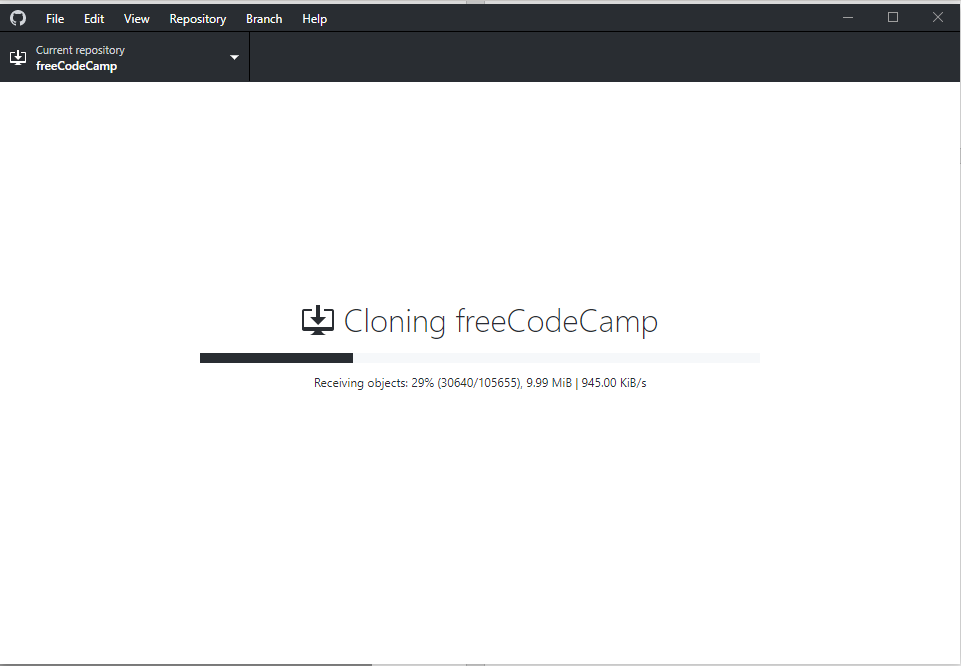 File Edit View Repository Branch Help
Current repository
freeCodeCamp
Cloning freeCodeCamp
Receiving objects: 29% (30640/105655), 9.99 MiB | 945.00 KiB/s